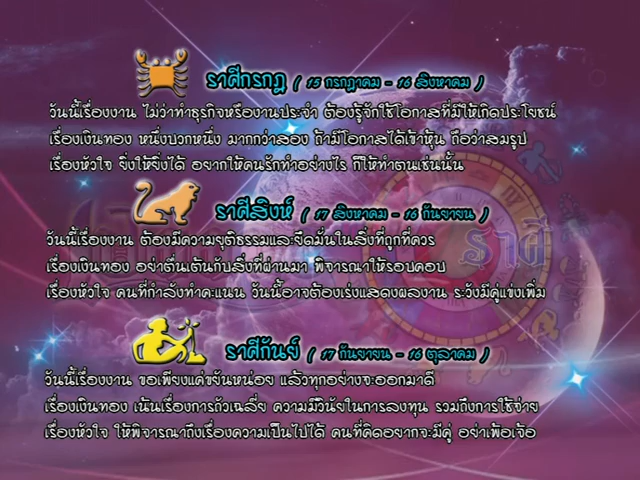 ราศีกรกฎ ( 15 กรกฎาคม - 16 สิงหาคม )
วันนี้เรื่องงาน ไม่ว่าทำธุรกิจหรืองานประจำ ต้องรู้จักใช้โอกาสที่มีให้เกิดประโยชน์
เรื่องเงินทอง หนึ่งบวกหนึ่ง มากกว่าสอง ถ้ามีโอกาสได้เข้าหุ้น ถือว่าสมรูป
เรื่องหัวใจ ยิ่งให้ยิ่งได้ อยากให้คนรักทำอย่างไร ก็ให้ทำตนเช่นนั้น
ราศีสิงห์ ( 17 สิงหาคม - 16 กันยายน )
วันนี้เรื่องงาน ต้องมีความยุติธรรมและยึดมั่นในสิ่งที่ถูกที่ควร
เรื่องเงินทอง อย่าตื่นเต้นกับสิ่งที่ผ่านมา พิจารณาให้รอบคอบ
เรื่องหัวใจ คนที่กำลังทำคะแนน วันนี้อาจต้องเร่งแสดงผลงาน ระวังมีคู่แข่งเพิ่ม
ราศี
ราศีกันย์ ( 17 กันยายน - 16 ตุลาคม )
วันนี้เรื่องงาน ขอเพียงแค่ขยันหน่อย แล้วทุกอย่างจะออกมาดี
เรื่องเงินทอง เน้นเรื่องการถัวเฉลี่ย ความมีวินัยในการลงทุน รวมถึงการใช้จ่าย
เรื่องหัวใจ ให้พิจารณาถึงเรื่องความเป็นไปได้ คนที่คิดอยากจะมีคู่ อย่าเพ้อเจ้อ